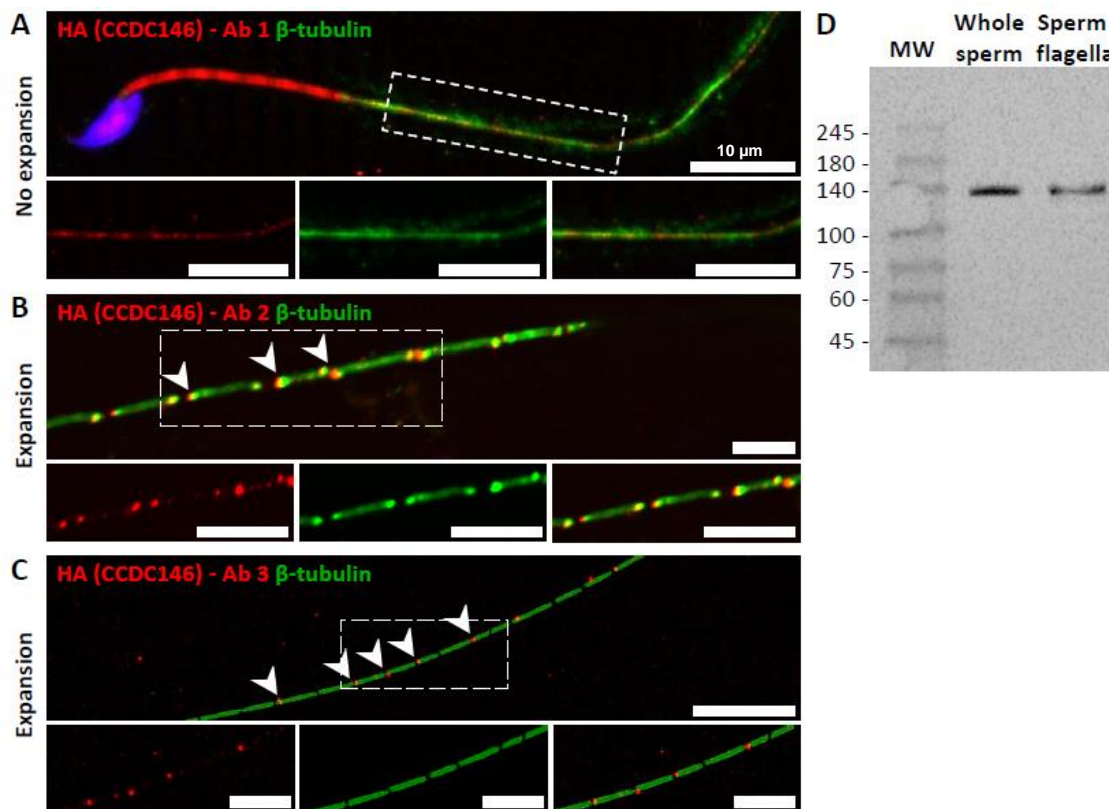 A
HA (CCDC146) - Ab 1 β-tubulin
No expansion
10 µm
B
HA (CCDC146) - Ab 2 β-tubulin
Expansion
C
HA (CCDC146) - Ab 3 β-tubulin
Expansion
D
MW
Whole sperm
Sperm flagella
245 -
180 -
140 -
100 -
75 -
60 -
45 -